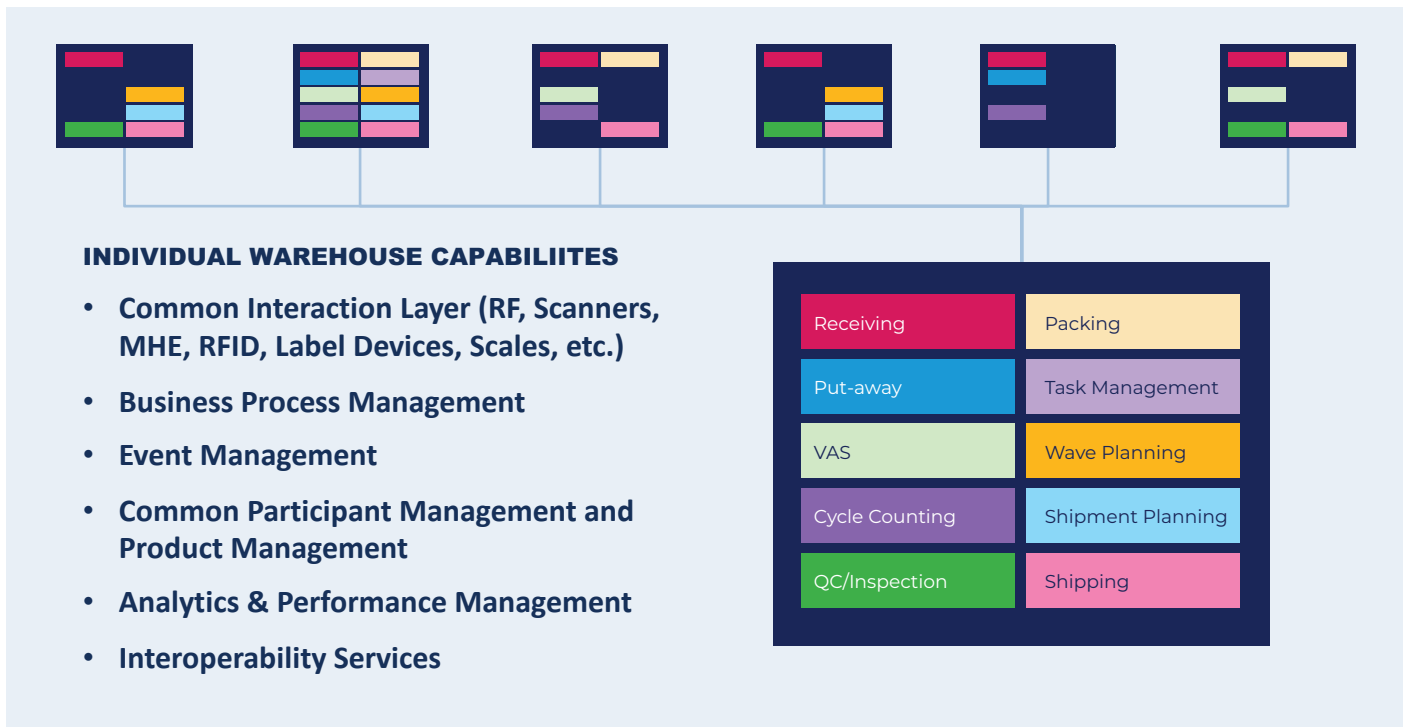 INDIVIDUAL WAREHOUSE CAPABILIITES
• Common Interaction Layer (RF, Scanners,
MHE, RFID, Label Devices, Scales, etc.)
• Business Process Management
• Event Management
• Common Participant Management and
Product Management
• Analytics & Performance Management
• Interoperability Services
Receiving
Packing
Put-away
Task Management
VAS
Wave Planning
Cycle Counting
Shipment Planning
QC/Inspection
Shipping